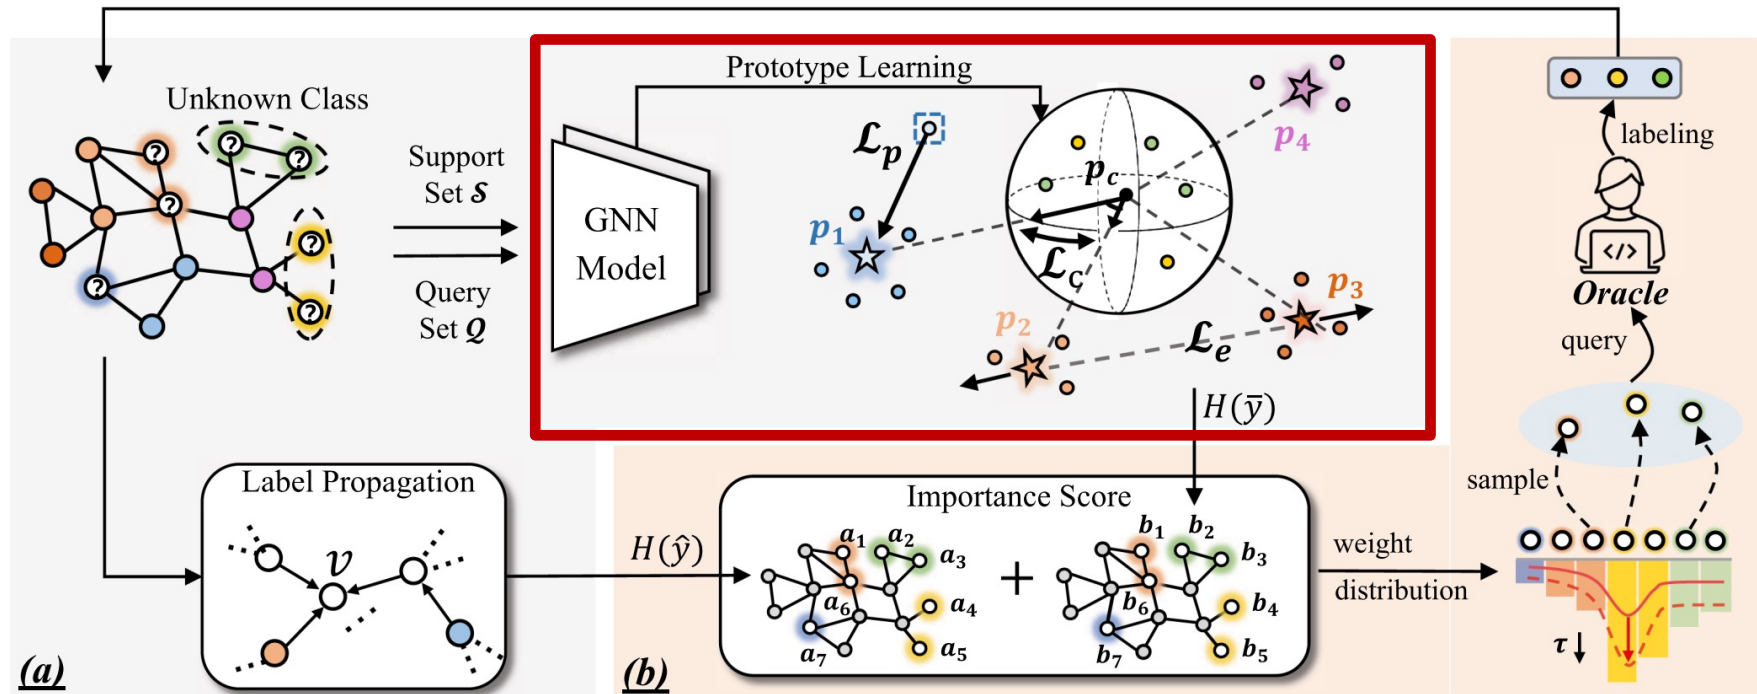 Unknown Class
? ? ? ? ? ? ? ?
Support
Set 𝓢
Query
Set 𝓠
Prototype Learning
GNN
Model
𝓛p
p1
pc
𝓛c
p4
p2
p3
𝓛e
H(ȳ)
labeling
</>
Oracle
query
sample
Label Propagation
𝒱
H(ŷ)
Importance Score
a1 a2 a3 a4 a5 a6 a7
+
b1 b2 b3 b4 b5 b6 b7
weight
distribution
τ
(a)
(b)